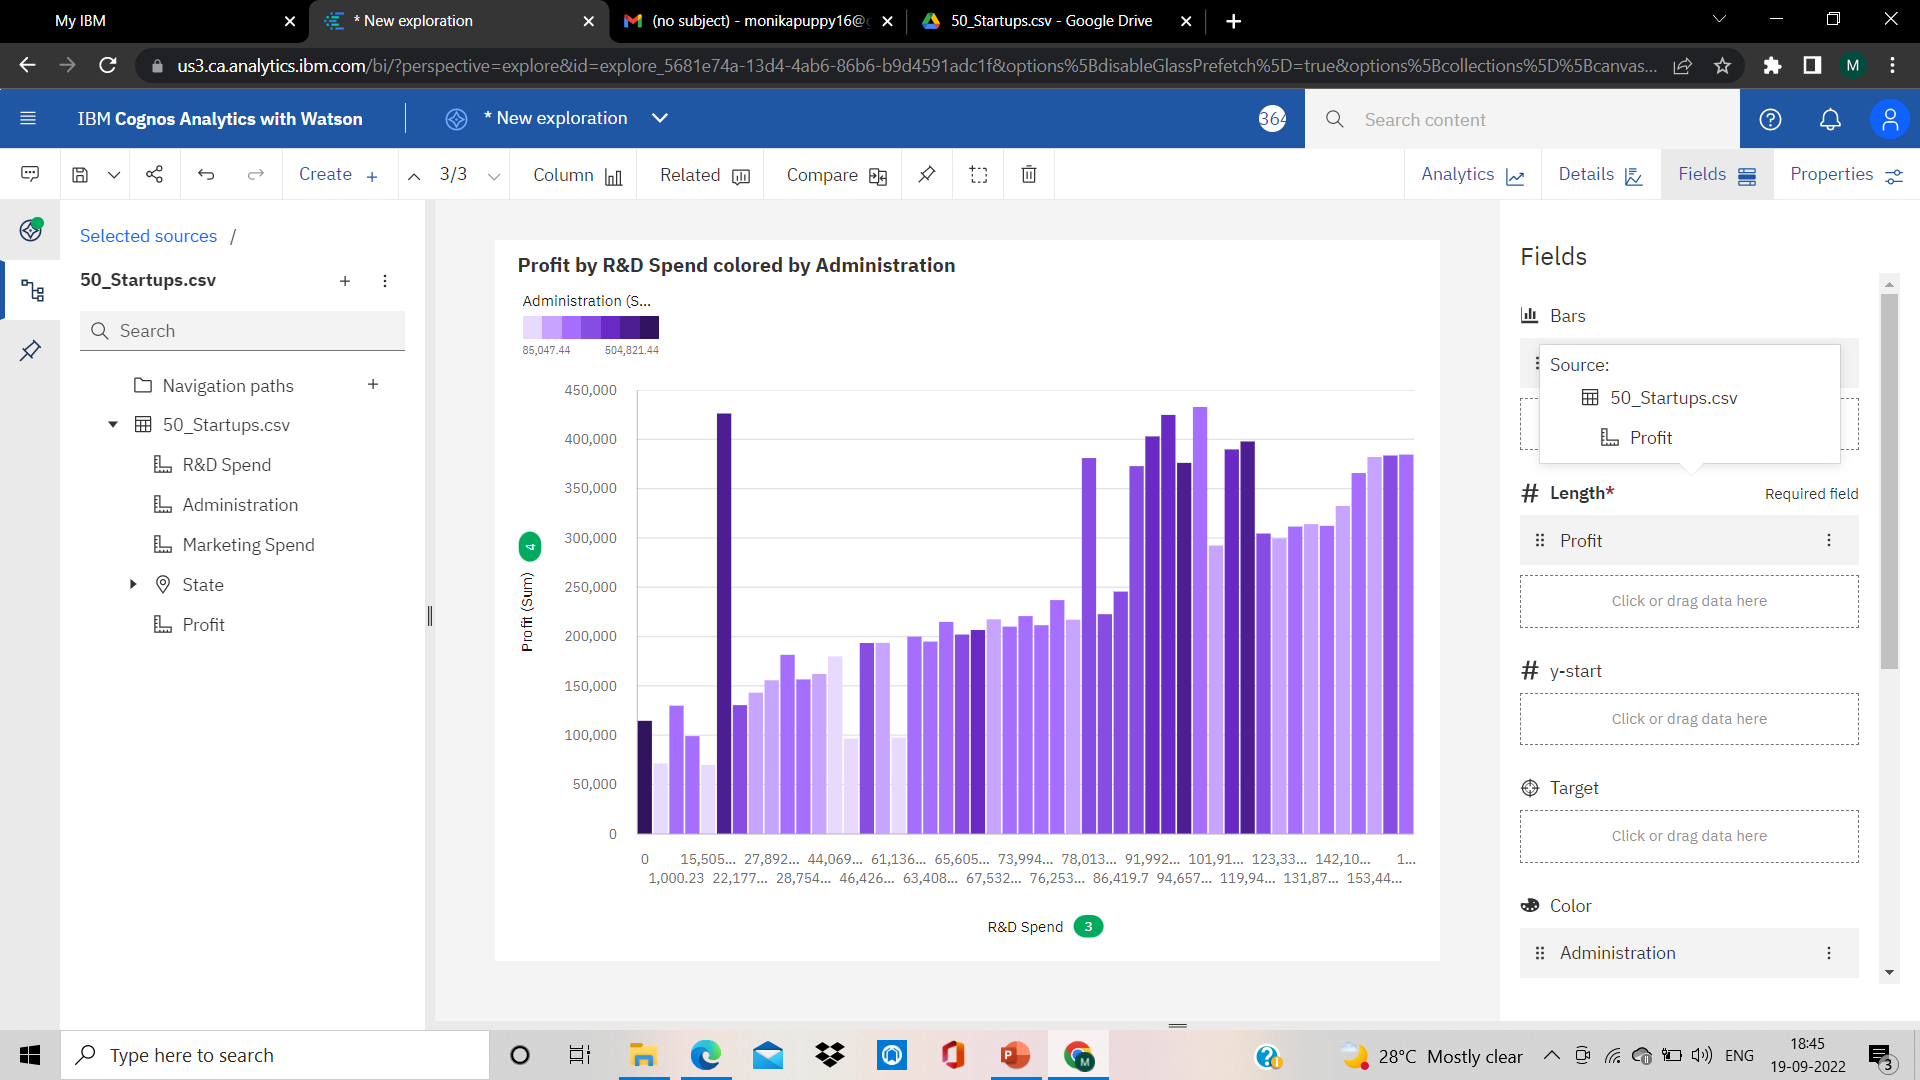 My IBM
* New exploration
(no subject) - monikapuppy16@
50_Startups.csv - Google Drive
us3.ca.analytics.ibm.com/bi/?perspective=explore&id=explore_5681e74a-13d4-4ab6-86b6-b9d4591adc1f&options%5BdisableGlassPrefetch%5D=true&options%5Bcollections%5D%5Bcanvas...
M
IBM Cognos Analytics with Watson
* New exploration
364
Search content
Create
3/3
Column
Related
Compare
Analytics
Details
Fields
Properties
Selected sources /
50_Startups.csv
Search
Navigation paths
50_Startups.csv
R&D Spend
Administration
Marketing Spend
State
Profit
Profit by R&D Spend colored by Administration
Administration (S...
85,047.44 504,821.44
450,000
400,000
350,000
300,000
250,000
200,000
150,000
100,000
50,000
0
Profit (Sum) 4
0 15,505... 27,892... 44,069... 61,136... 65,605... 73,994... 78,013... 91,992... 101,91... 123,33... 142,10... 1...
1,000.23 22,177... 28,754... 46,426... 63,408... 67,532... 76,253... 86,419.7 94,657... 119,94... 131,87... 153,44...
R&D Spend 3
Fields
Bars
Source:
50_Startups.csv
Profit
Length* Required field
Profit
Click or drag data here
y-start
Click or drag data here
Target
Click or drag data here
Color
Administration
Type here to search
P
M
28°C Mostly clear
ENG
18:45
19-09-2022
3